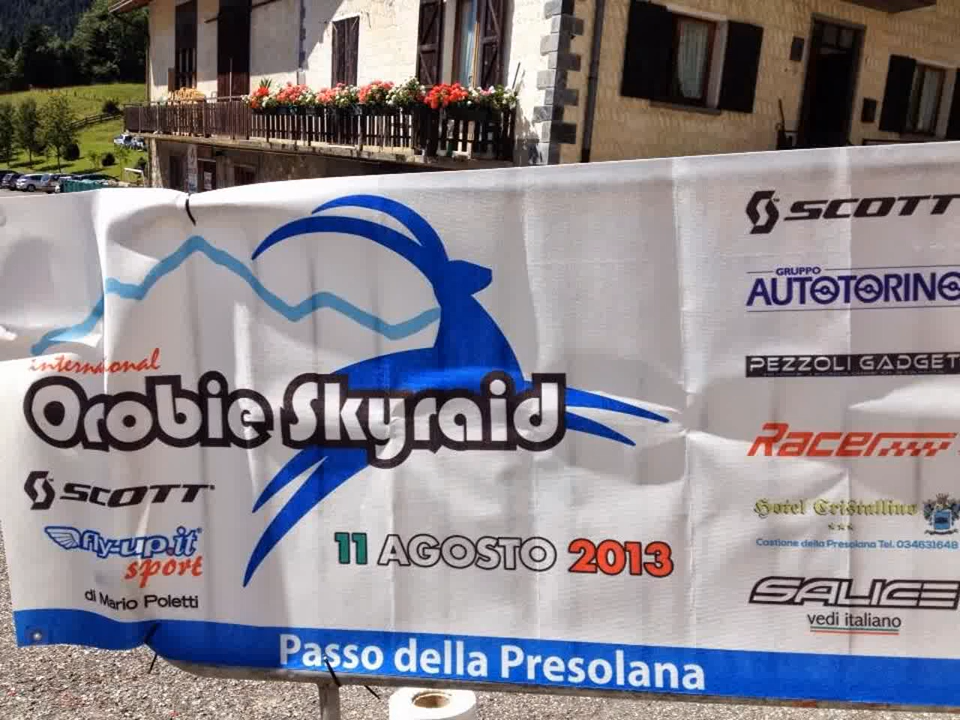 internaional
Orobie Skyraid
SCOTT
fly-up.it
sport
di Mario Poletti
11 AGOSTO 2013
Passo della Presolana
SCOTT
GRUPPO
AUTOTORINO
PEZZOLI GADGET
Racer
Hotel Cristallino
Castione della Presolana Tel. 034631648
SALICE
vedi italiano